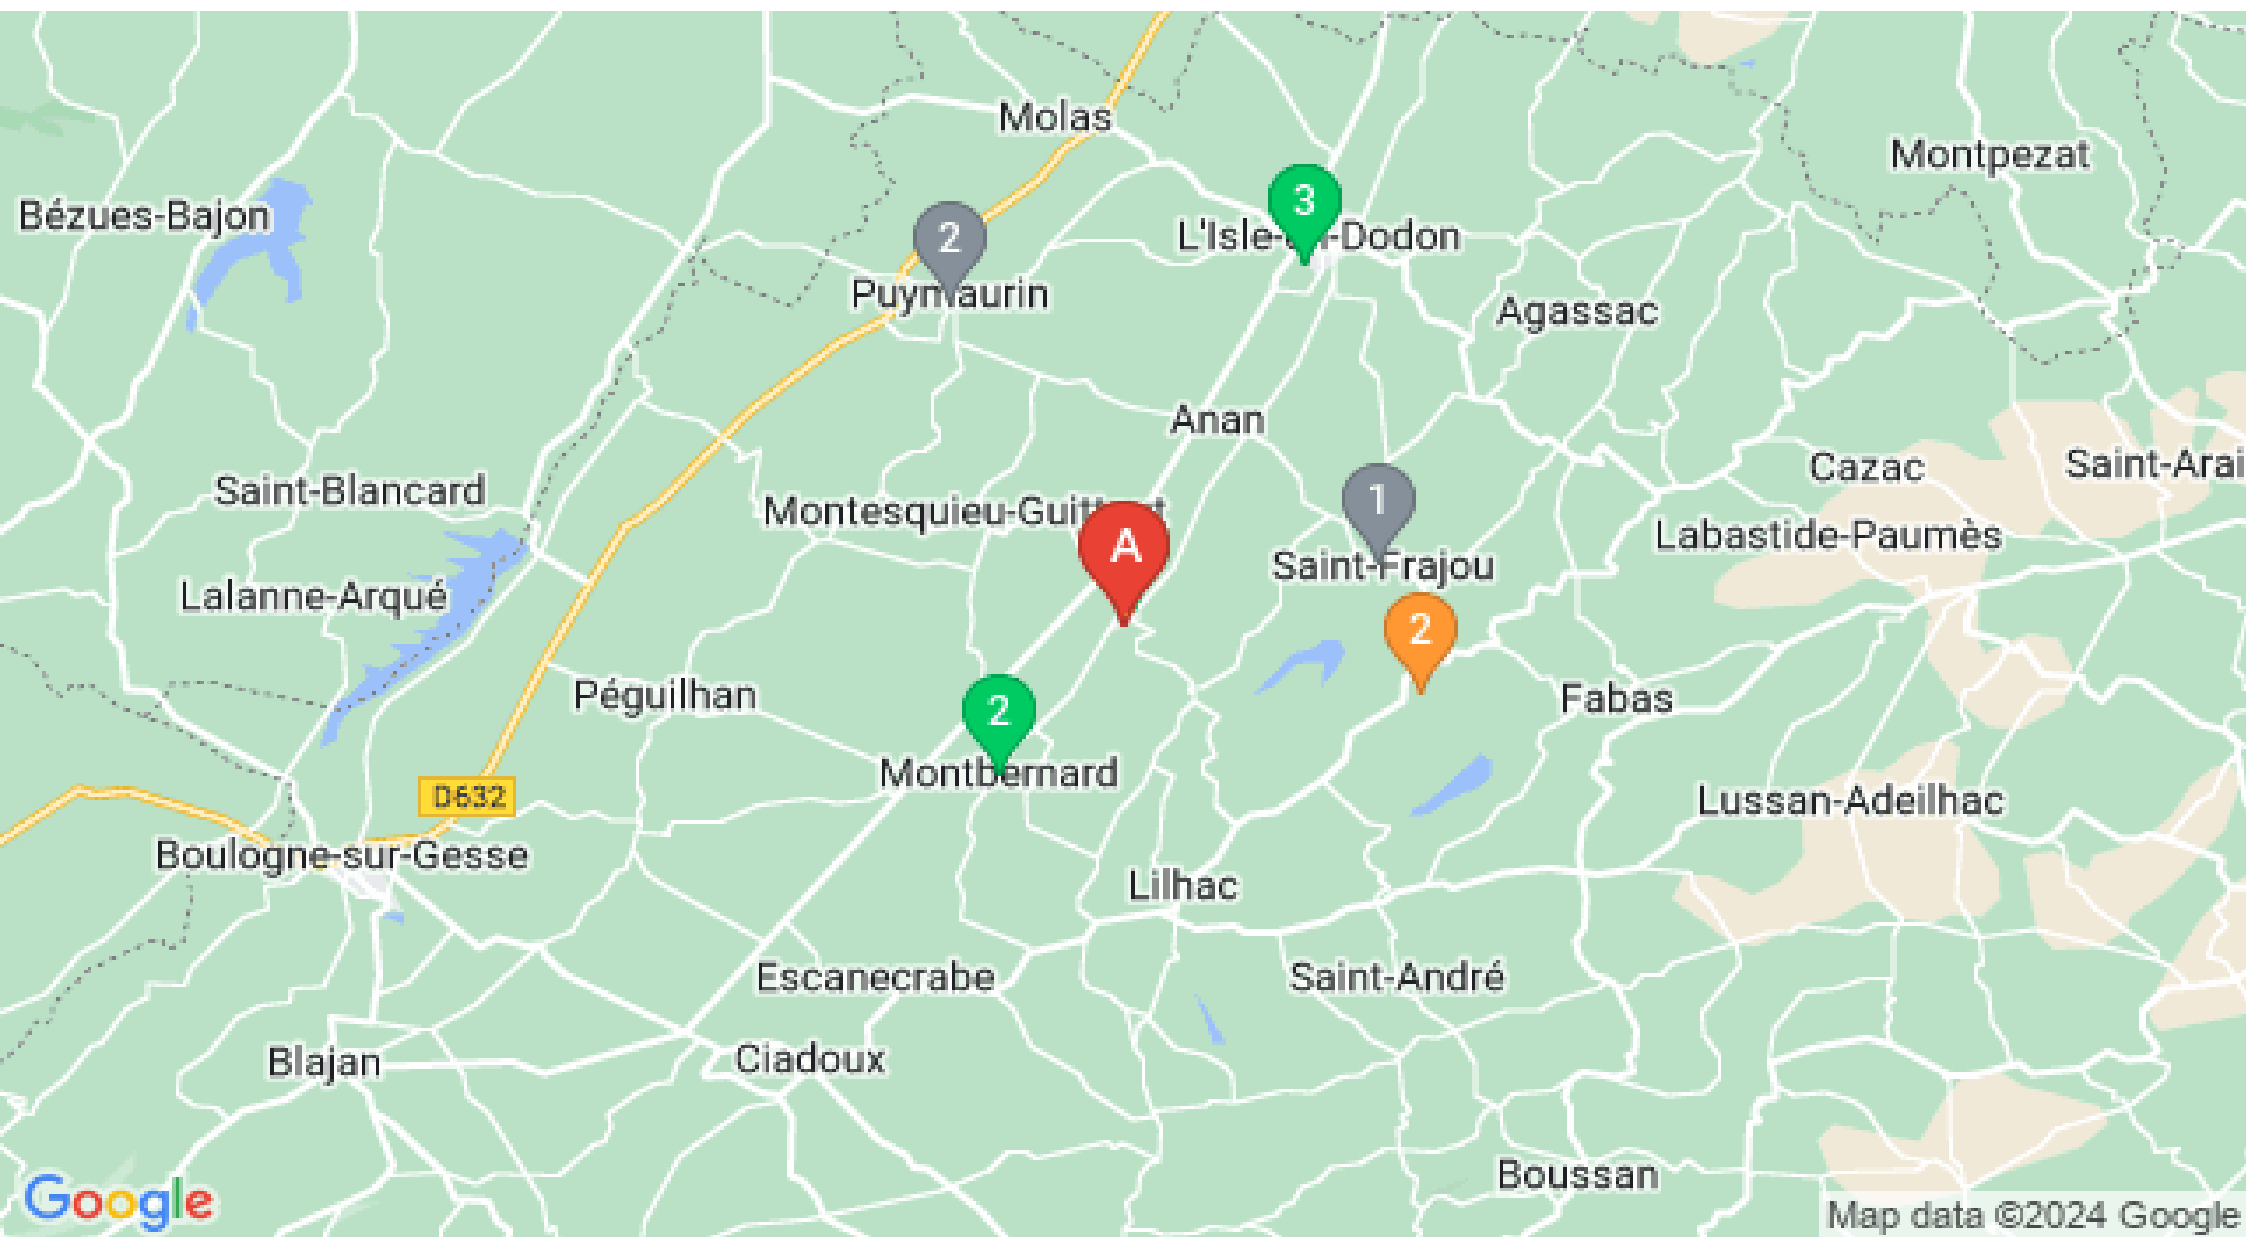 Molas
Montpezat
3
Bézues-Bajon
2
L'Isle-en-Dodon
Puymaurin
Agassac
Anan
Cazac
Saint-Arai
Saint-Blancard
1
Montesquieu-Guittaut
Labastide-Paumès
A
Saint-Frajou
Lalanne-Arqué
2
Péguilhan
Fabas
2
Montbernard
D632
Lussan-Adeilhac
Boulogne-sur-Gesse
Lilhac
Escanecrabe
Saint-André
Blajan
Ciadoux
Boussan
Google
Map data ©2024 Google